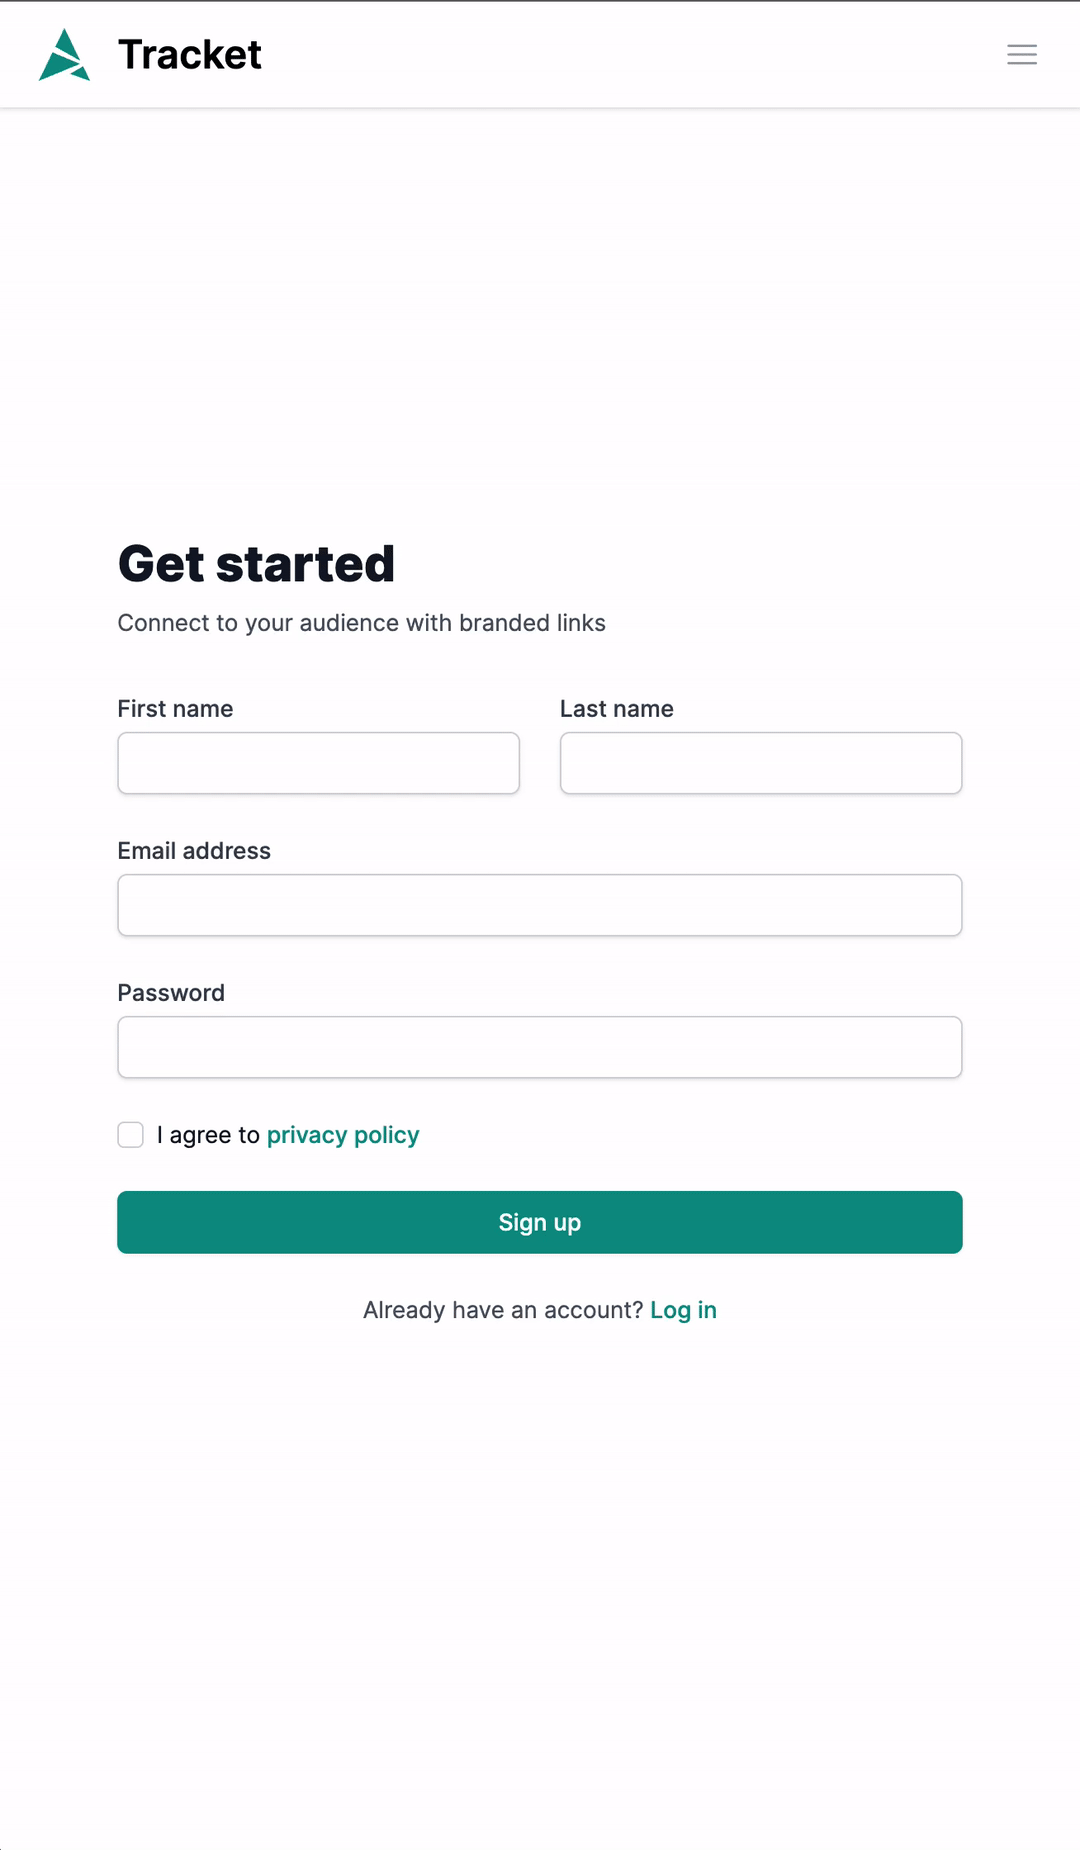 Tracket
Get started
Connect to your audience with branded links
First name
Last name
Email address
Password
I agree to privacy policy
Sign up
Already have an account? Log in